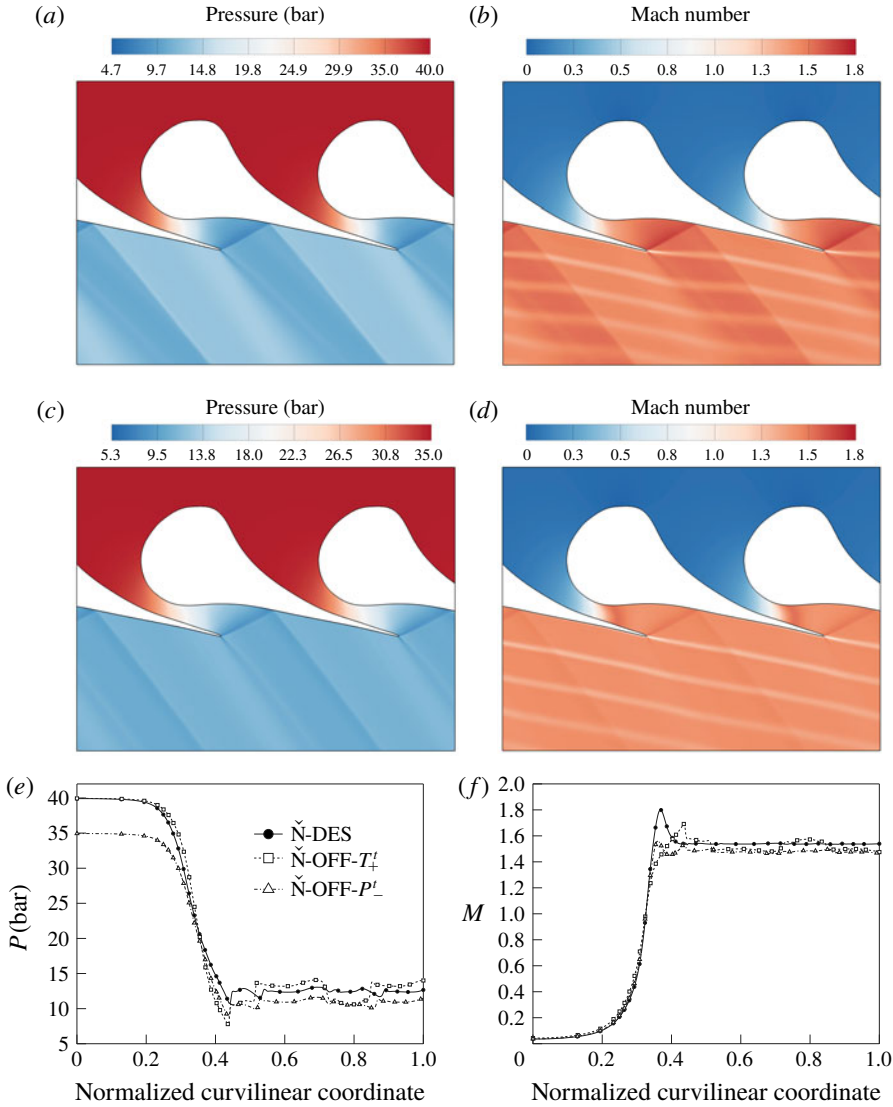 (a) Pressure (bar)
4.7 9.7 14.8 19.8 24.9 29.9 35.0 40.0
(b) Mach number
0 0.3 0.5 0.8 1.0 1.3 1.5 1.8
(c) Pressure (bar)
5.3 9.5 13.8 18.0 22.3 26.5 30.8 35.0
(d) Mach number
0 0.3 0.5 0.8 1.0 1.3 1.5 1.8
(e)
40
35
30
25
20
15
10
5
P (bar)
Ň-DES
Ň-OFF-T₊ᵗ
Ň-OFF-P₋ᵗ
0 0.2 0.4 0.6 0.8 1.0
Normalized curvilinear coordinate
(f)
2.0
1.8
1.6
1.4
1.2
1.0
0.8
0.6
0.4
0.2
M
0 0.2 0.4 0.6 0.8 1.0
Normalized curvilinear coordinate